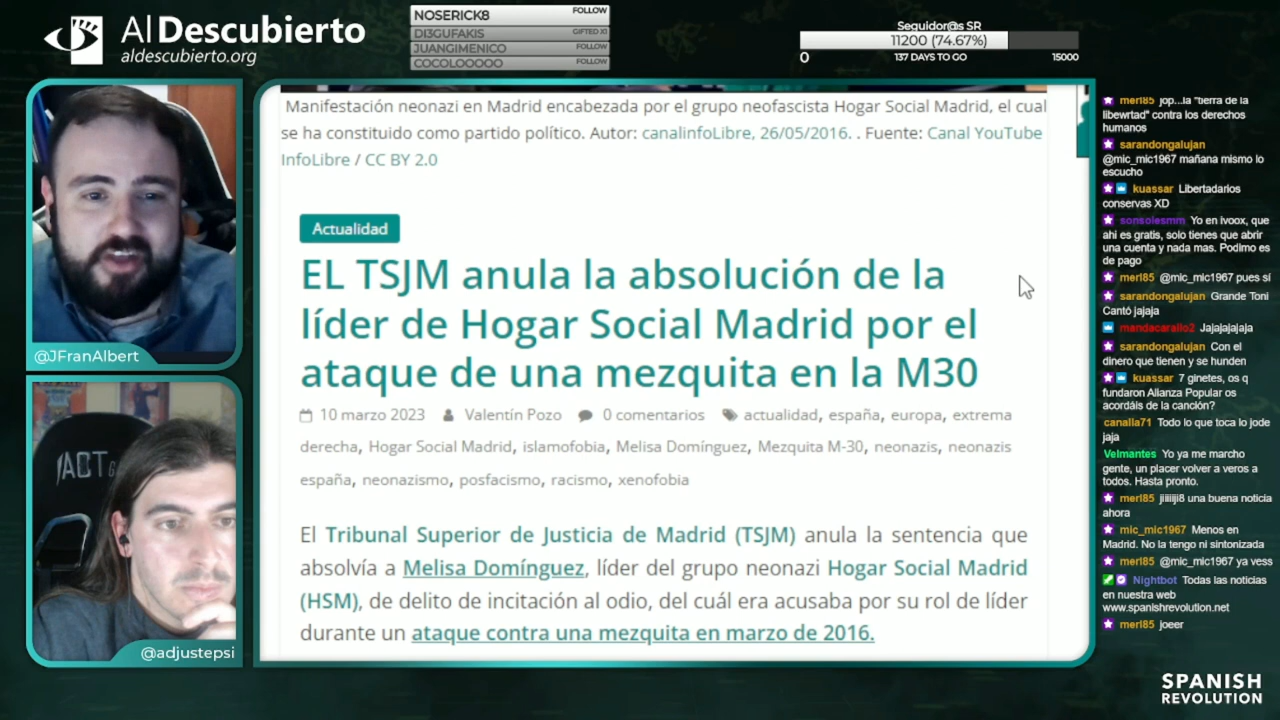 Al Descubierto
aldescubierto.org
NOSERICK8 FOLLOW
DI3GUFAKIS GIFTED X1
JUANGIMENICO FOLLOW
COCOLOOOOO FOLLOW
Seguidor@s SR
11200 (74.67%)
0 137 DAYS TO GO 15000
@JFranAlbert
@adjustepsi
Manifestación neonazi en Madrid encabezada por el grupo neofascista Hogar Social Madrid, el cual
se ha constituido como partido político. Autor: canalinfoLibre, 26/05/2016. . Fuente: Canal YouTube
InfoLibre / CC BY 2.0
Actualidad
EL TSJM anula la absolución de la
líder de Hogar Social Madrid por el
ataque de una mezquita en la M30
10 marzo 2023 Valentín Pozo 0 comentarios actualidad, españa, europa, extrema
derecha, Hogar Social Madrid, islamofobia, Melisa Domínguez, Mezquita M-30, neonazis, neonazis
españa, neonazismo, posfacismo, racismo, xenofobia
El Tribunal Superior de Justicia de Madrid (TSJM) anula la sentencia que
absolvía a Melisa Domínguez, líder del grupo neonazi Hogar Social Madrid
(HSM), de delito de incitación al odio, del cuál era acusaba por su rol de líder
durante un ataque contra una mezquita en marzo de 2016.
merl85 jop...la "tierra de la
libewrtad" contra los derechos
humanos
sarandongalujan
@mic_mic1967 mañana mismo lo
escucho
kuassar Libertadarios
conservas XD
sonsolesmm Yo en ivoox, que
ahi es gratis, solo tienes que abrir
una cuenta y nada mas. Podimo es
de pago
merl85 @mic_mic1967 pues sí
sarandongalujan Grande Toni
Cantó jajaja
mandacarallo2 Jajajajajaja
sarandongalujan Con el
dinero que tienen y se hunden
kuassar 7 ginetes, os q
fundaron Alianza Popular os
acordáis de la canción?
canalla71 Todo lo que toca lo jode
jaja
Velmantes Yo ya me marcho
gente, un placer volver a veros a
todos. Hasta pronto.
merl85 jiiiiji8 una buena noticia
ahora
mic_mic1967 Menos en
Madrid. No la tengo ni sintonizada
merl85 @mic_mic1967 ya vess
Nightbot Todas las noticias
en nuestra web
www.spanishrevolution.net
merl85 joeer
SPANISH
REVOLUTION